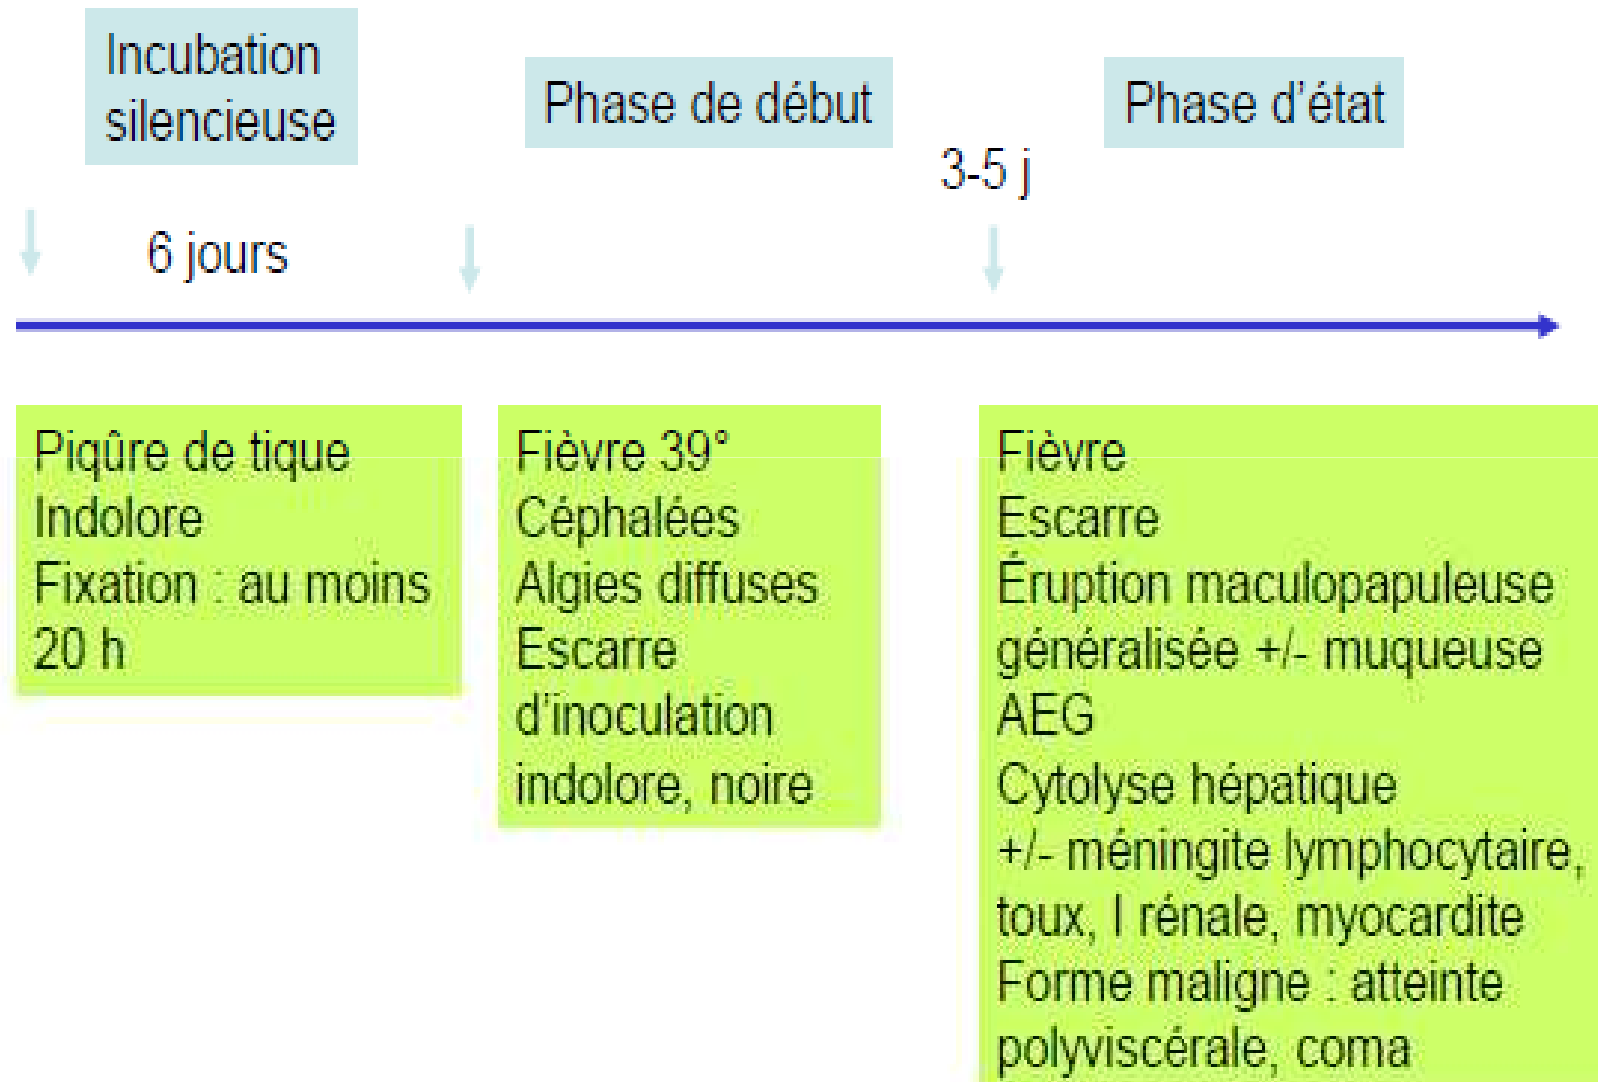 Incubation
silencieuse
Phase de début
Phase d'état
3-5 j
6 jours
Piqûre de tique
Indolore
Fixation : au moins
20 h
Fièvre 39°
Céphalées
Algies diffuses
Escarre
d'inoculation
indolore, noire
Fièvre
Escarre
Éruption maculopapuleuse
généralisée +/- muqueuse
AEG
Cytolyse hépatique
+/- méningite lymphocytaire,
toux, I rénale, myocardite
Forme maligne : atteinte
polyviscérale, coma